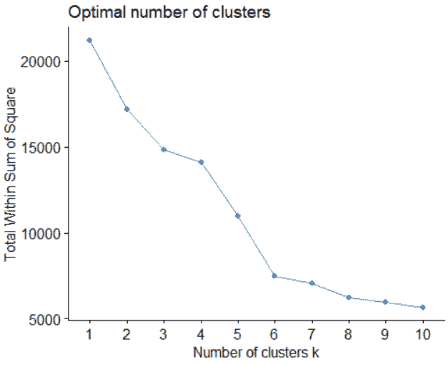 Optimal number of clusters
Total Within Sum of Square
20000
15000
10000
5000
1 2 3 4 5 6 7 8 9 10
Number of clusters k